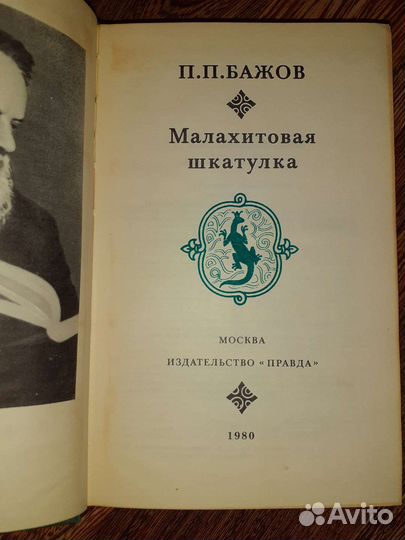 П.П.БАЖОВ
Малахитовая
шкатулка
МОСКВА
ИЗДАТЕЛЬСТВО «ПРАВДА»
1980
Avito